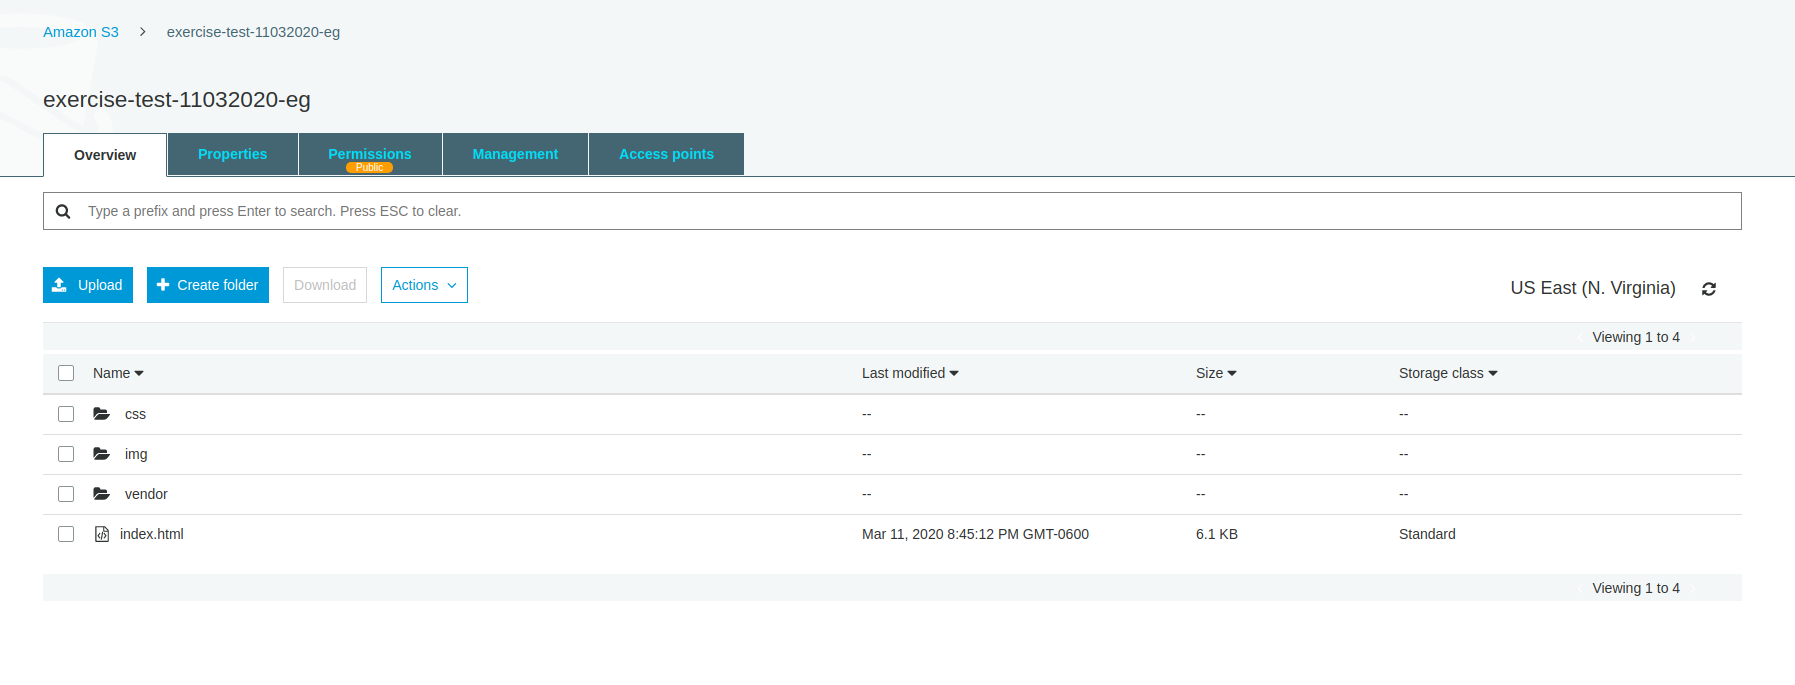 Amazon S3 > exercise-test-11032020-eg
exercise-test-11032020-eg
Overview Properties Permissions Management Access points
Public
Type a prefix and press Enter to search. Press ESC to clear.
Upload Create folder Download Actions US East (N. Virginia)
Viewing 1 to 4
Name Last modified Size Storage class
css -- -- --
img -- -- --
vendor -- -- --
index.html Mar 11, 2020 8:45:12 PM GMT-0600 6.1 KB Standard
Viewing 1 to 4